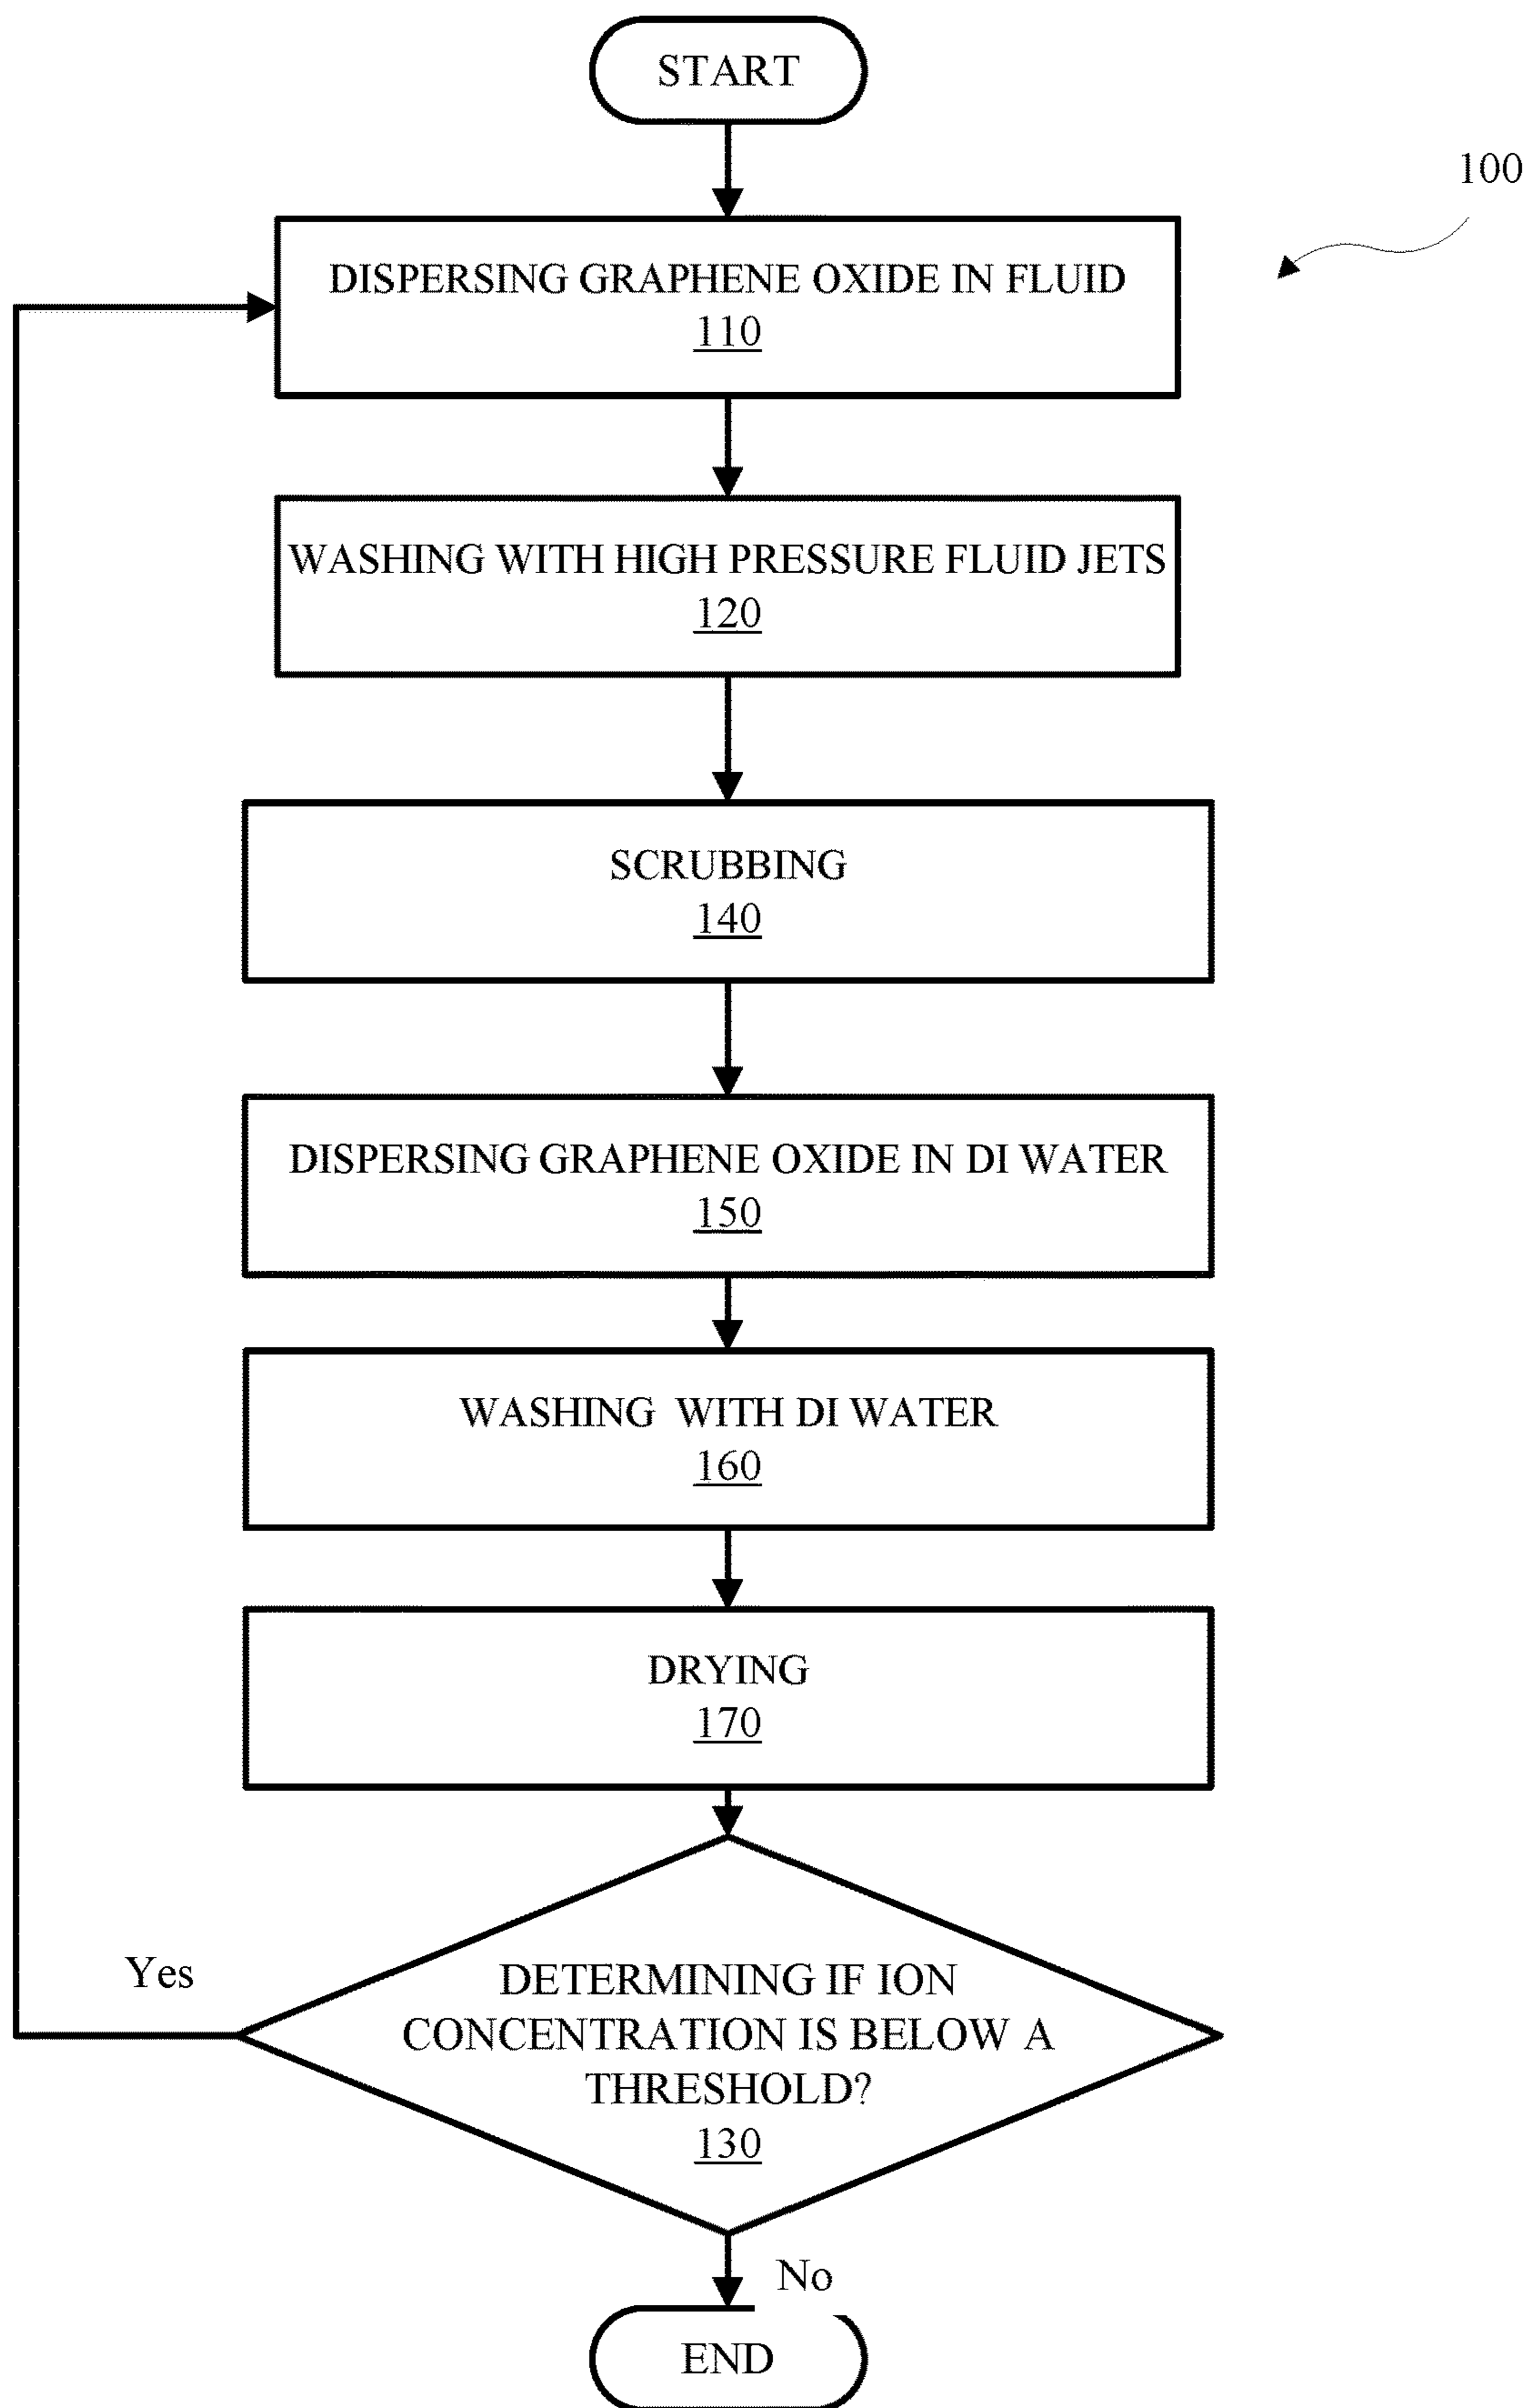 START
100
DISPERSING GRAPHENE OXIDE IN FLUID
110
WASHING WITH HIGH PRESSURE FLUID JETS
120
SCRUBBING
140
DISPERSING GRAPHENE OXIDE IN DI WATER
150
WASHING WITH DI WATER
160
DRYING
170
Yes
DETERMINING IF ION
CONCENTRATION IS BELOW A
THRESHOLD?
130
No
END